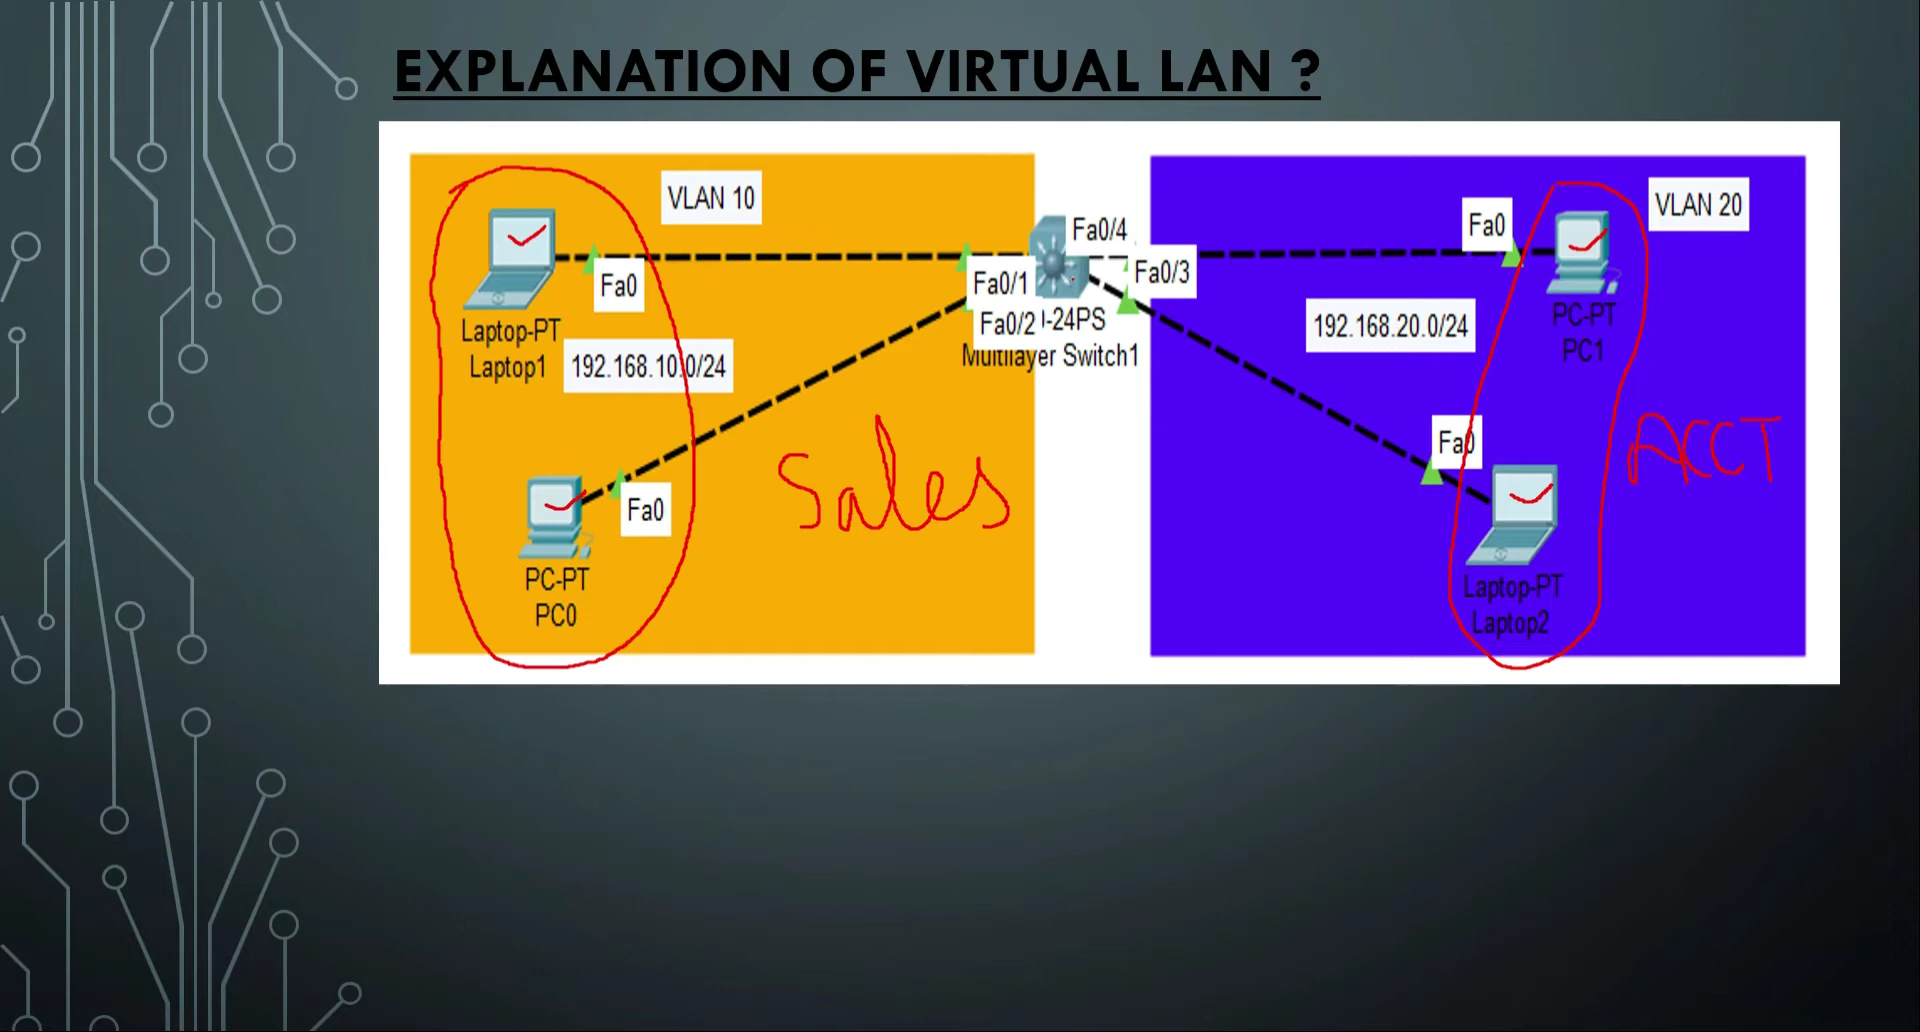 EXPLANATION OF VIRTUAL LAN ?
VLAN 10
Fa0
Laptop-PT
Laptop1
192.168.10.0/24
Fa0
PC-PT
PC0
Sales
Fa0/4
Fa0/1
Fa0/3
Fa0/2
-24PS
Multilayer Switch1
Fa0
VLAN 20
192.168.20.0/24
PC-PT
PC1
Fa0
ACCT
Laptop-PT
Laptop2